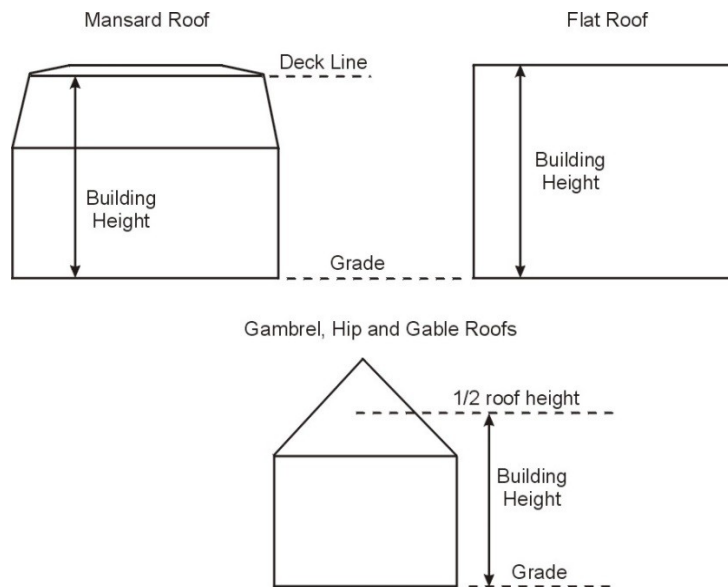 Mansard Roof
Flat Roof
Deck Line
Building
Height
Building
Height
Grade
Gambrel, Hip and Gable Roofs
1/2 roof height
Building
Height
Grade